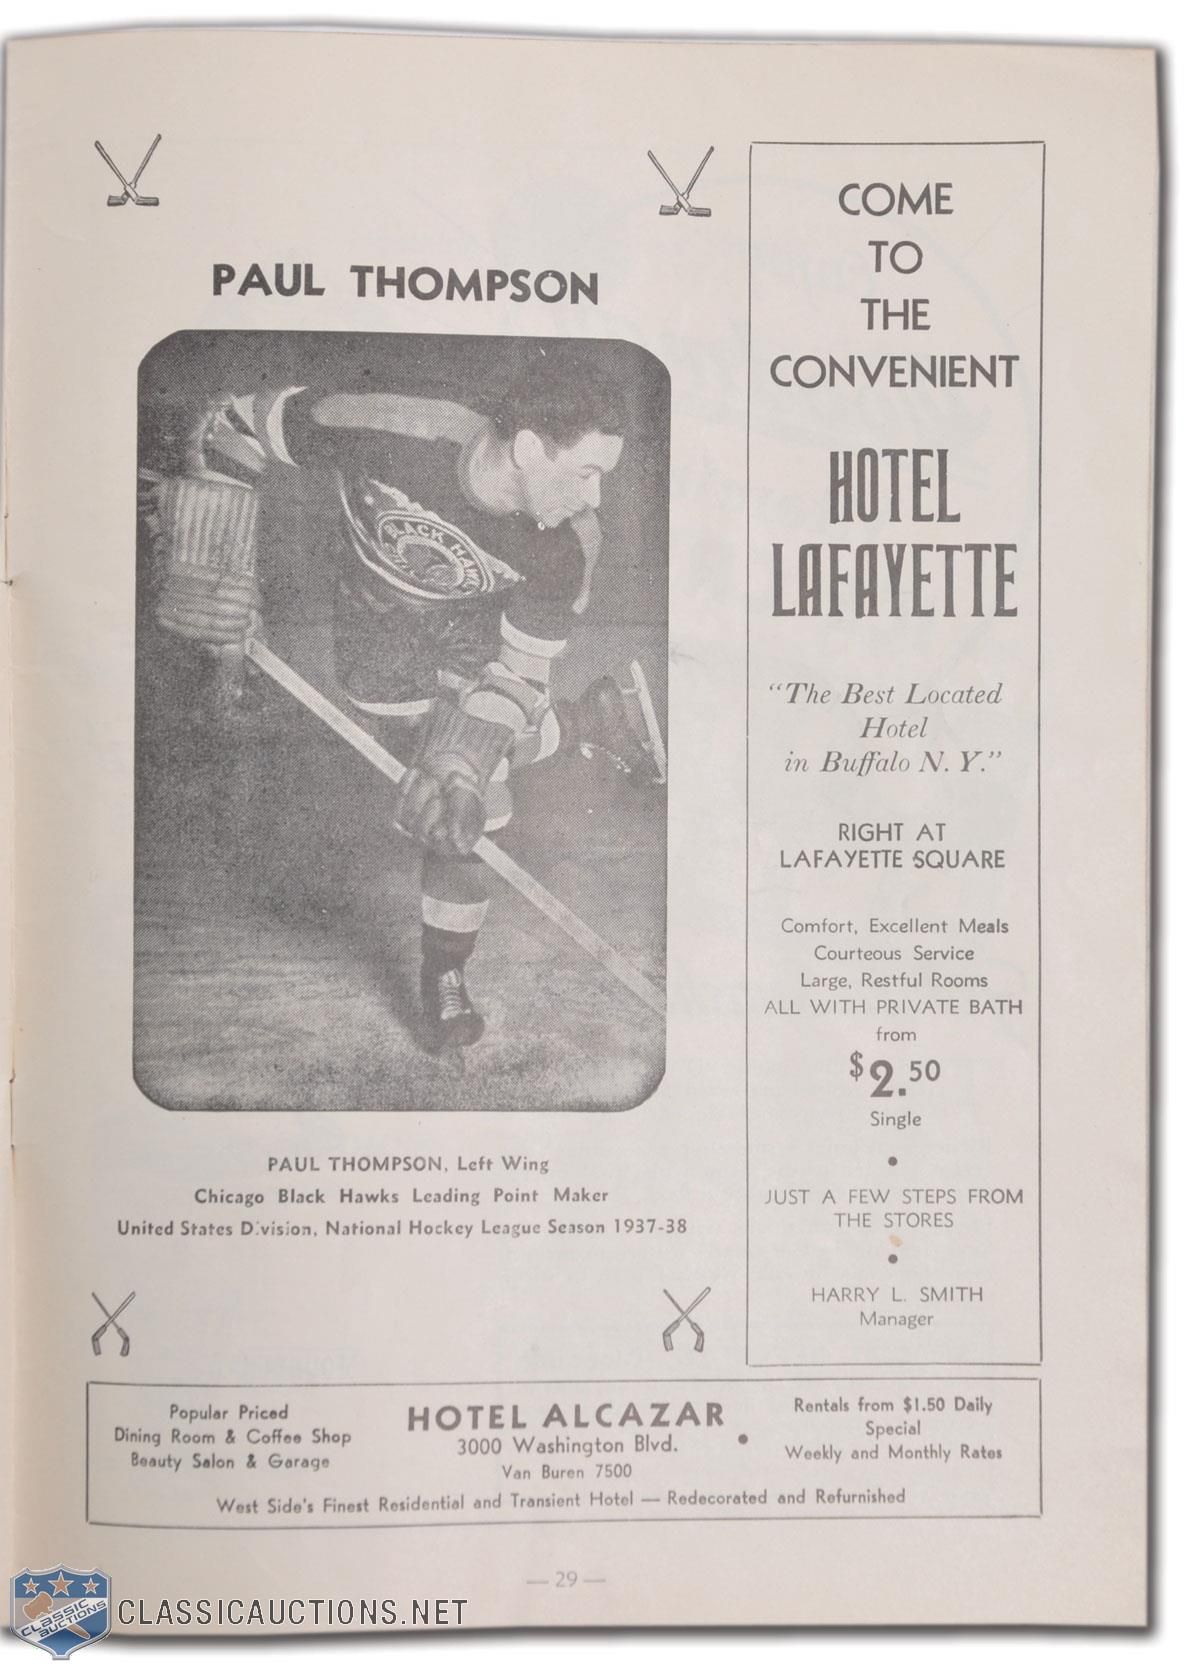 PAUL THOMPSON
BLACK HAWKS
PAUL THOMPSON, Left Wing
Chicago Black Hawks Leading Point Maker
United States Division, National Hockey League Season 1937-38
COME
TO
THE
CONVENIENT
HOTEL
LAFAYETTE
“The Best Located
Hotel
in Buffalo N. Y.”
RIGHT AT
LAFAYETTE SQUARE
Comfort, Excellent Meals
Courteous Service
Large, Restful Rooms
ALL WITH PRIVATE BATH
from
$2.50
Single
•
JUST A FEW STEPS FROM
THE STORES
•
HARRY L. SMITH
Manager
Popular Priced
Dining Room & Coffee Shop
Beauty Salon & Garage
HOTEL ALCAZAR
3000 Washington Blvd. •
Van Buren 7500
Rentals from $1.50 Daily
Special
Weekly and Monthly Rates
West Side's Finest Residential and Transient Hotel — Redecorated and Refurnished
— 29 —
CLASSIC
AUCTIONS
CLASSICAUCTIONS.NET